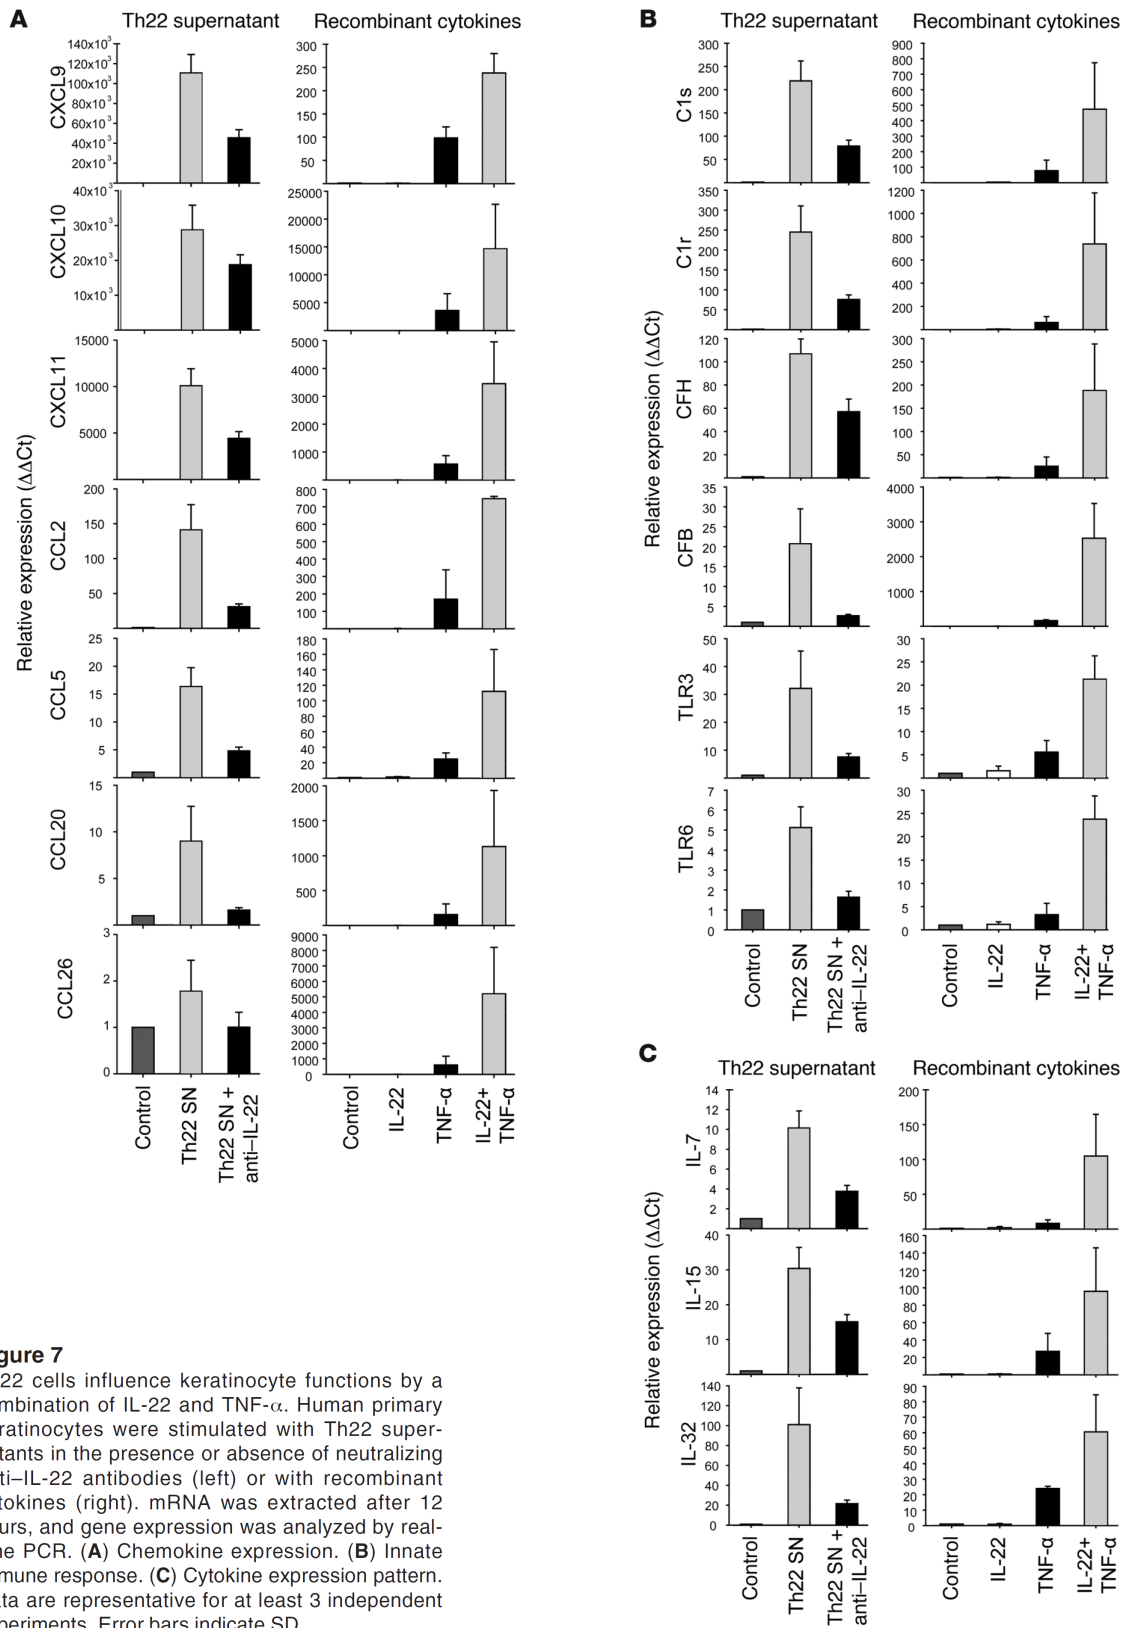 A
Th22 supernatant
Recombinant cytokines
Relative expression (ΔΔCt)
CXCL9
140x10³
120x10³
100x10³
80x10³
60x10³
40x10³
20x10³
300
250
200
150
100
50
CXCL10
40x10³
30x10³
20x10³
10x10³
25000
20000
15000
10000
5000
CXCL11
15000
10000
5000
5000
4000
3000
2000
1000
CCL2
200
150
100
50
800
700
600
500
400
300
200
100
CCL5
25
20
15
10
5
180
160
140
120
100
80
60
40
20
CCL20
15
10
5
2000
1500
1000
500
CCL26
3
2
1
0
9000
8000
7000
6000
5000
4000
3000
2000
1000
0
Control
Th22 SN
Th22 SN +
anti–IL-22
Control
IL-22
TNF-α
IL-22+
TNF-α
B
Th22 supernatant
Recombinant cytokines
Relative expression (ΔΔCt)
C1s
300
250
200
150
100
50
900
800
700
600
500
400
300
200
100
C1r
350
300
250
200
150
100
50
1200
1000
800
600
400
200
CFH
120
100
80
60
40
20
300
250
200
150
100
50
CFB
35
30
25
20
15
10
5
4000
3000
2000
1000
TLR3
50
40
30
20
10
30
25
20
15
10
5
TLR6
7
6
5
4
3
2
1
0
30
25
20
15
10
5
0
Control
Th22 SN
Th22 SN +
anti–IL-22
Control
IL-22
TNF-α
IL-22+
TNF-α
C
Th22 supernatant
Recombinant cytokines
Relative expression (ΔΔCt)
IL-7
14
12
10
8
6
4
2
200
150
100
50
IL-15
40
30
20
10
160
140
120
100
80
60
40
20
IL-32
140
120
100
80
60
40
20
0
90
80
70
60
50
40
30
20
10
0
Control
Th22 SN
Th22 SN +
anti–IL-22
Control
IL-22
TNF-α
IL-22+
TNF-α
gure 7
22 cells influence keratinocyte functions by a
mbination of IL-22 and TNF-α. Human primary
ratinocytes were stimulated with Th22 super-
tants in the presence or absence of neutralizing
ti–IL-22 antibodies (left) or with recombinant
tokines (right). mRNA was extracted after 12
urs, and gene expression was analyzed by real-
ne PCR. (A) Chemokine expression. (B) Innate
mune response. (C) Cytokine expression pattern.
ata are representative for at least 3 independent
periments. Error bars indicate SD